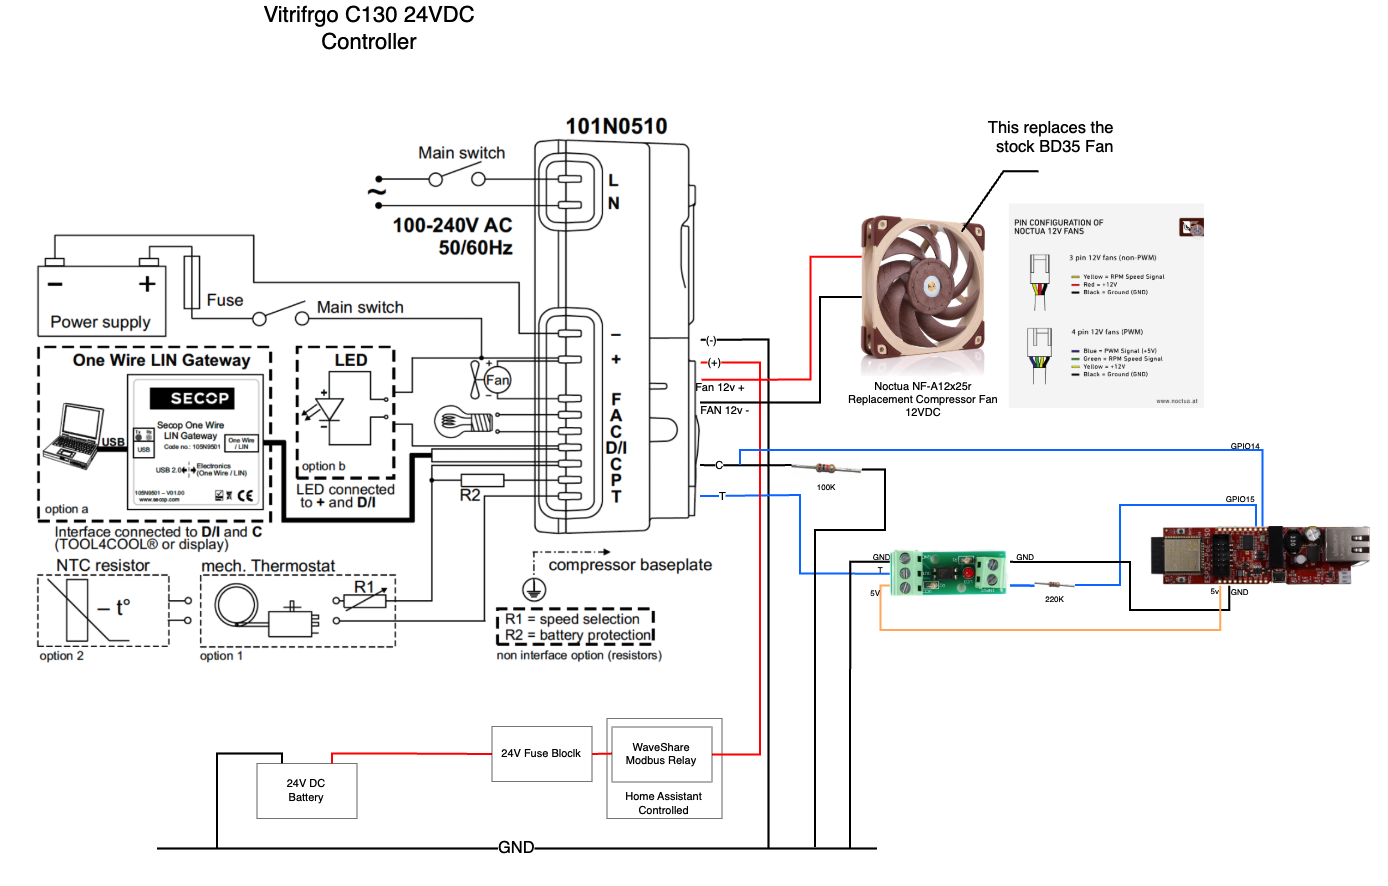 Vitrifrgo C130 24VDC
Controller
101N0510
Main switch
L
N
100-240V AC
50/60Hz
Fuse
Main switch
Power supply
One Wire LIN Gateway
SECOP
Secop One Wire
LIN Gateway
Code no.: 105N9501
USB
USB
One Wire
/ LIN
USB 2.0
Electronics
(One Wire / LIN)
105N9501 – V01.00
www.secop.com
option a
LED
option b
LED connected
to + and D/I
Interface connected to D/I and C
(TOOL4COOL® or display)
Fan
R2
–
+
F
A
C
D/I
C
P
T
NTC resistor
– t°
option 2
mech. Thermostat
R1
option 1
compressor baseplate
R1 = speed selection
R2 = battery protection
non interface option (resistors)
(-)
(+)
Fan 12v +
FAN 12v -
C
T
100K
This replaces the
stock BD35 Fan
Noctua NF-A12x25r
Replacement Compressor Fan
12VDC
PIN CONFIGURATION OF
NOCTUA 12V FANS
3 pin 12V fans (non-PWM)
Yellow = RPM Speed Signal
Red = +12V
Black = Ground (GND)
4 pin 12V fans (PWM)
Blue = PWM Signal (+5V)
Green = RPM Speed Signal
Yellow = +12V
Black = Ground (GND)
www.noctua.at
GPIO14
GPIO15
GND
T
5V
GND
220K
5v
GND
24V DC
Battery
24V Fuse Bloclk
WaveShare
Modbus Relay
Home Assistant
Controlled
GND